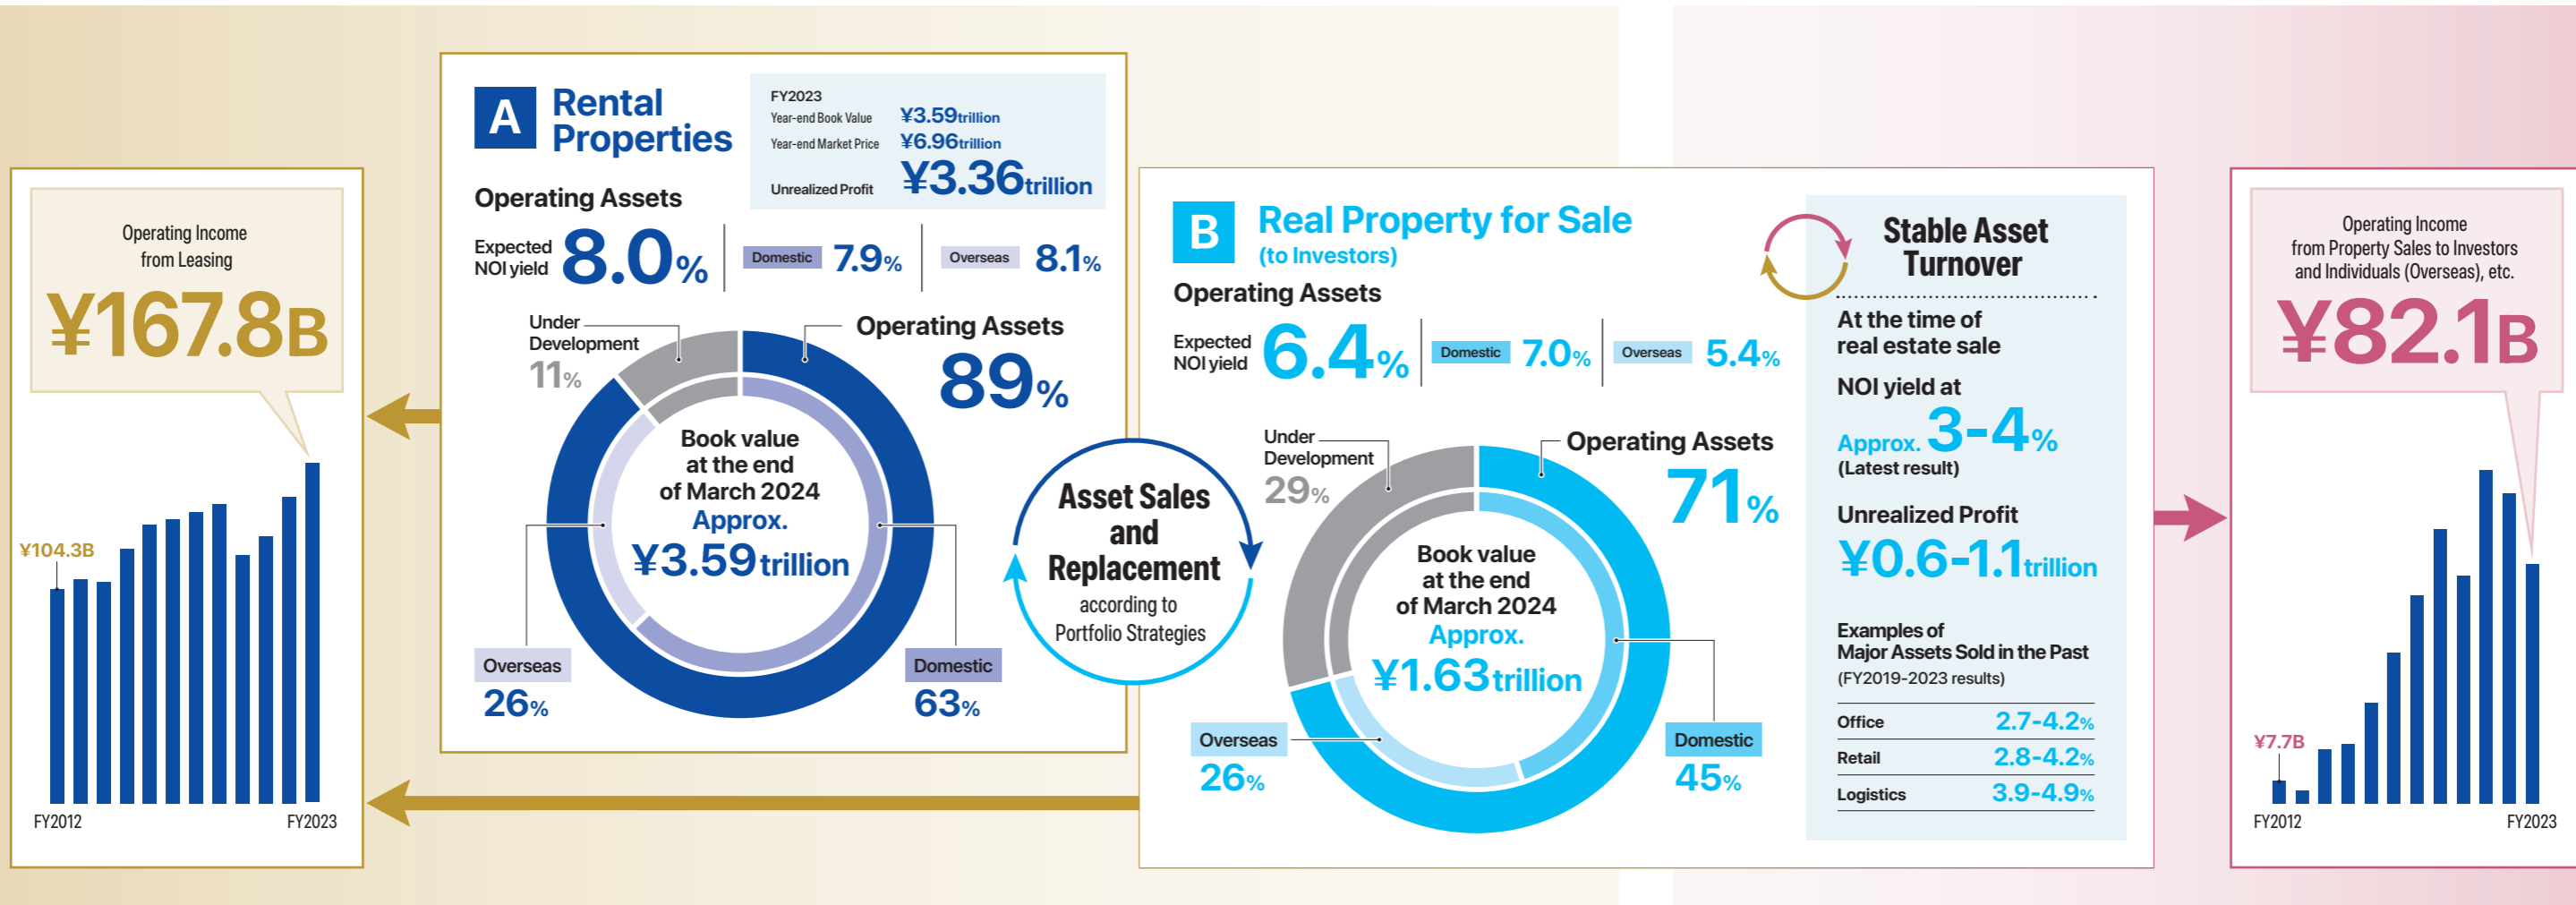 Operating Income
from Leasing
¥167.8B
¥104.3B
FY2012
FY2023
A
Rental
Properties
FY2023
Year-end Book Value ¥3.59trillion
Year-end Market Price ¥6.96trillion
Unrealized Profit ¥3.36trillion
Operating Assets
Expected
NOI yield
8.0%
Domestic 7.9%
Overseas 8.1%
Under
Development
11%
Operating Assets
89%
Book value
at the end
of March 2024
Approx.
¥3.59trillion
Overseas
26%
Domestic
63%
Asset Sales
and
Replacement
according to
Portfolio Strategies
B
Real Property for Sale
(to Investors)
Operating Assets
Expected
NOI yield
6.4%
Domestic 7.0%
Overseas 5.4%
Under
Development
29%
Operating Assets
71%
Book value
at the end
of March 2024
Approx.
¥1.63trillion
Overseas
26%
Domestic
45%
Stable Asset
Turnover
At the time of
real estate sale
NOI yield at
Approx. 3-4%
(Latest result)
Unrealized Profit
¥0.6-1.1trillion
Examples of
Major Assets Sold in the Past
(FY2019-2023 results)
Office 2.7-4.2%
Retail 2.8-4.2%
Logistics 3.9-4.9%
Operating Income
from Property Sales to Investors
and Individuals (Overseas), etc.
¥82.1B
¥7.7B
FY2012
FY2023